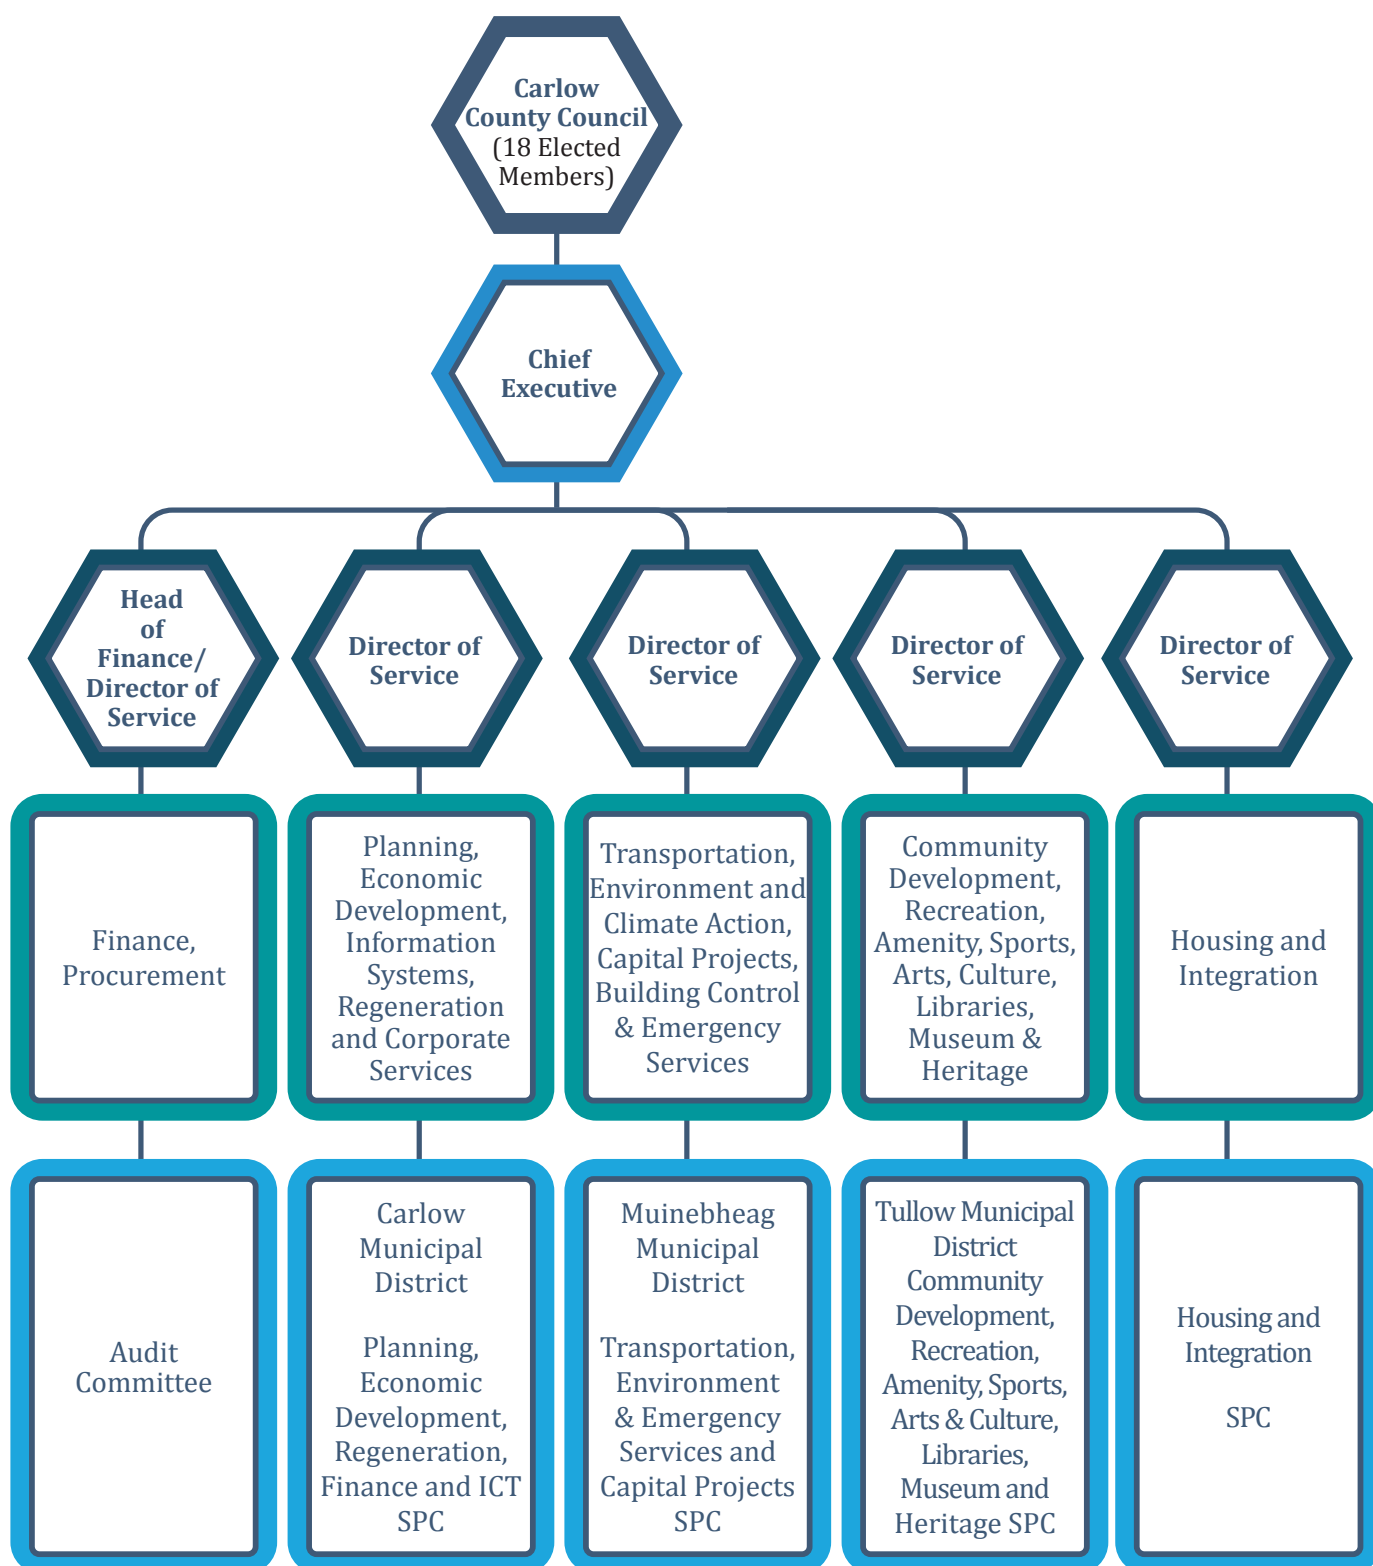 Carlow
County Council
(18 Elected
Members)
Chief
Executive
Head
of
Finance/
Director of
Service
Director of
Service
Director of
Service
Director of
Service
Director of
Service
Finance,
Procurement
Planning,
Economic
Development,
Information
Systems,
Regeneration
and Corporate
Services
Transportation,
Environment and
Climate Action,
Capital Projects,
Building Control
& Emergency
Services
Community
Development,
Recreation,
Amenity, Sports,
Arts, Culture,
Libraries,
Museum &
Heritage
Housing and
Integration
Audit
Committee
Carlow
Municipal
District
Planning,
Economic
Development,
Regeneration,
Finance and ICT
SPC
Muinebheag
Municipal
District
Transportation,
Environment
& Emergency
Services and
Capital Projects
SPC
Tullow Municipal
District
Community
Development,
Recreation,
Amenity, Sports,
Arts & Culture,
Libraries,
Museum and
Heritage SPC
Housing and
Integration
SPC